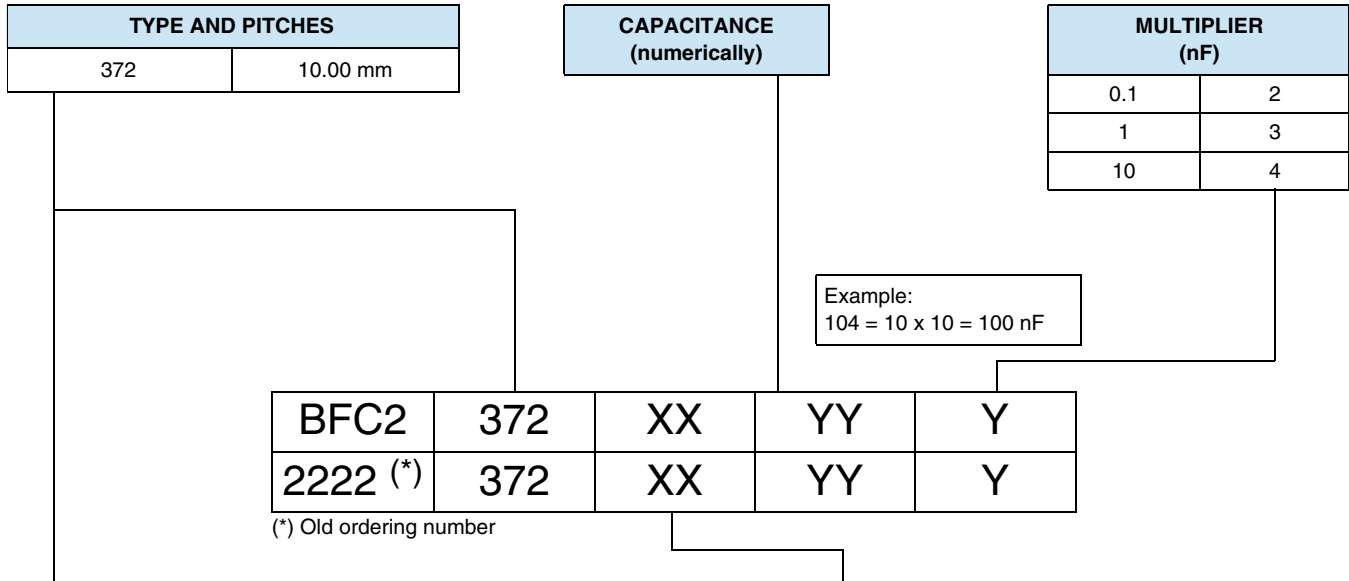 TYPE AND PITCHES
372 10.00 mm
CAPACITANCE
(numerically)
MULTIPLIER
(nF)
0.1 2
1 3
10 4
Example:
104 = 10 x 10 = 100 nF
BFC2 372 XX YY Y
2222 (*) 372 XX YY Y
(*) Old ordering number